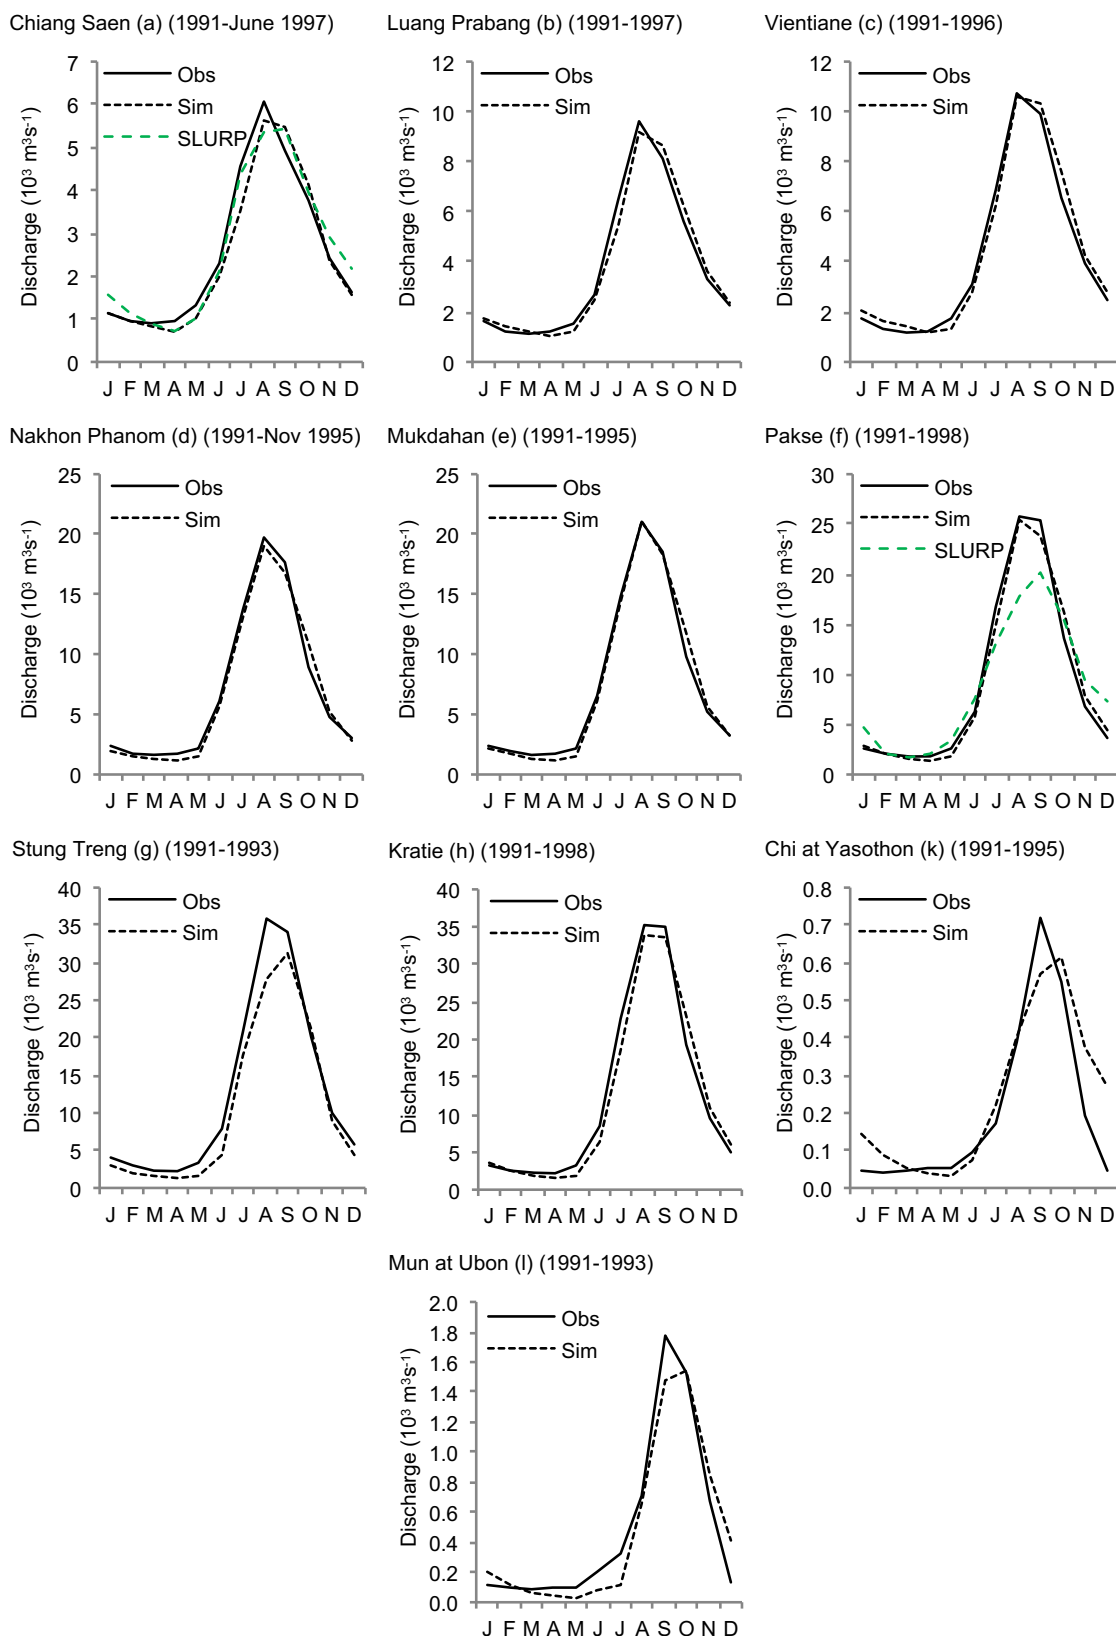 Chiang Saen (a) (1991-June 1997)
Discharge (10³ m³s⁻¹)
7
6
5
4
3
2
1
0
Obs
Sim
SLURP
J F M A M J J A S O N D
Luang Prabang (b) (1991-1997)
Discharge (10³ m³s⁻¹)
12
10
8
6
4
2
0
Obs
Sim
J F M A M J J A S O N D
Vientiane (c) (1991-1996)
Discharge (10³ m³s⁻¹)
12
10
8
6
4
2
0
Obs
Sim
J F M A M J J A S O N D
Nakhon Phanom (d) (1991-Nov 1995)
Discharge (10³ m³s⁻¹)
25
20
15
10
5
0
Obs
Sim
J F M A M J J A S O N D
Mukdahan (e) (1991-1995)
Discharge (10³ m³s⁻¹)
25
20
15
10
5
0
Obs
Sim
J F M A M J J A S O N D
Pakse (f) (1991-1998)
Discharge (10³ m³s⁻¹)
30
25
20
15
10
5
0
Obs
Sim
SLURP
J F M A M J J A S O N D
Stung Treng (g) (1991-1993)
Discharge (10³ m³s⁻¹)
40
35
30
25
20
15
10
5
0
Obs
Sim
J F M A M J J A S O N D
Kratie (h) (1991-1998)
Discharge (10³ m³s⁻¹)
40
35
30
25
20
15
10
5
0
Obs
Sim
J F M A M J J A S O N D
Chi at Yasothon (k) (1991-1995)
Discharge (10³ m³s⁻¹)
0.8
0.7
0.6
0.5
0.4
0.3
0.2
0.1
0.0
Obs
Sim
J F M A M J J A S O N D
Mun at Ubon (l) (1991-1993)
Discharge (10³ m³s⁻¹)
2.0
1.8
1.6
1.4
1.2
1.0
0.8
0.6
0.4
0.2
0.0
Obs
Sim
J F M A M J J A S O N D